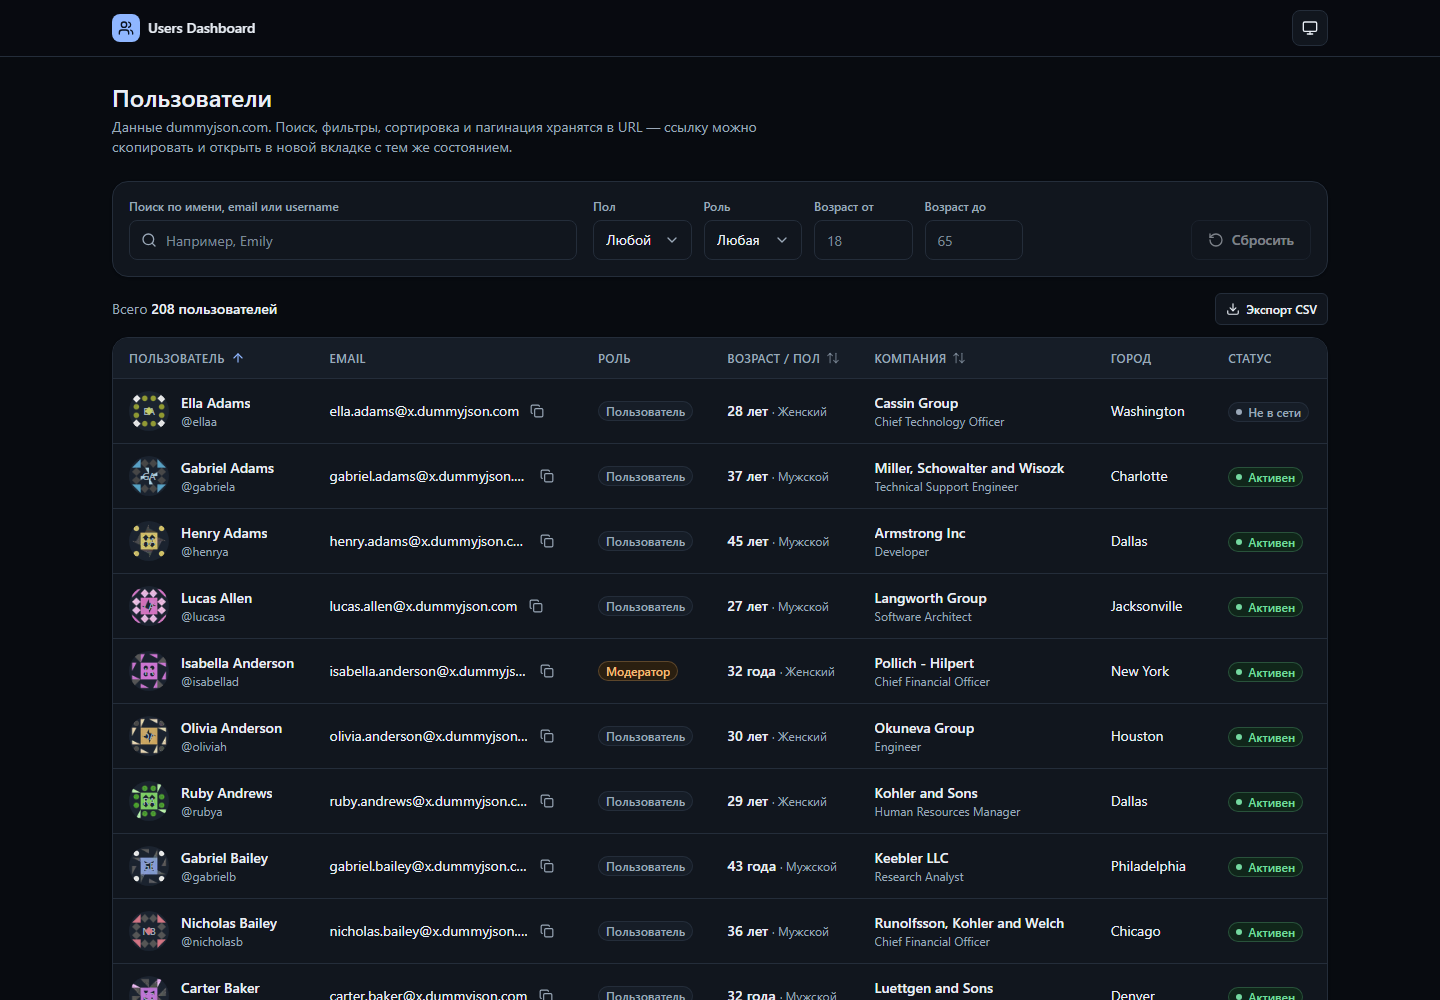 Users Dashboard
Пользователи
Данные dummyjson.com. Поиск, фильтры, сортировка и пагинация хранятся в URL — ссылку можно
скопировать и открыть в новой вкладке с тем же состоянием.
Поиск по имени, email или username
Пол
Роль
Возраст от
Возраст до
Например, Emily
Любой
Любая
18
65
Сбросить
Всего 208 пользователей
Экспорт CSV
ПОЛЬЗОВАТЕЛЬ
EMAIL
РОЛЬ
ВОЗРАСТ / ПОЛ
КОМПАНИЯ
ГОРОД
СТАТУС
Ella Adams
@ellaa
ella.adams@x.dummyjson.com
Пользователь
28 лет · Женский
Cassin Group
Chief Technology Officer
Washington
Не в сети
Gabriel Adams
@gabriela
gabriel.adams@x.dummyjson....
Пользователь
37 лет · Мужской
Miller, Schowalter and Wisozk
Technical Support Engineer
Charlotte
Активен
Henry Adams
@henrya
henry.adams@x.dummyjson.c...
Пользователь
45 лет · Мужской
Armstrong Inc
Developer
Dallas
Активен
Lucas Allen
@lucasa
lucas.allen@x.dummyjson.com
Пользователь
27 лет · Мужской
Langworth Group
Software Architect
Jacksonville
Активен
Isabella Anderson
@isabellad
isabella.anderson@x.dummyjs...
Модератор
32 года · Женский
Pollich - Hilpert
Chief Financial Officer
New York
Активен
Olivia Anderson
@oliviah
olivia.anderson@x.dummyjson...
Пользователь
30 лет · Женский
Okuneva Group
Engineer
Houston
Активен
Ruby Andrews
@rubya
ruby.andrews@x.dummyjson.c...
Пользователь
29 лет · Женский
Kohler and Sons
Human Resources Manager
Dallas
Активен
Gabriel Bailey
@gabrielb
gabriel.bailey@x.dummyjson.c...
Пользователь
43 года · Мужской
Keebler LLC
Research Analyst
Philadelphia
Активен
Nicholas Bailey
@nicholasb
nicholas.bailey@x.dummyjson....
Пользователь
36 лет · Мужской
Runolfsson, Kohler and Welch
Chief Financial Officer
Chicago
Активен
Carter Baker
carter.baker@x.dummyjson.com
Пользователь
32 года · Мужской
Luettgen and Sons
Denver
Активен